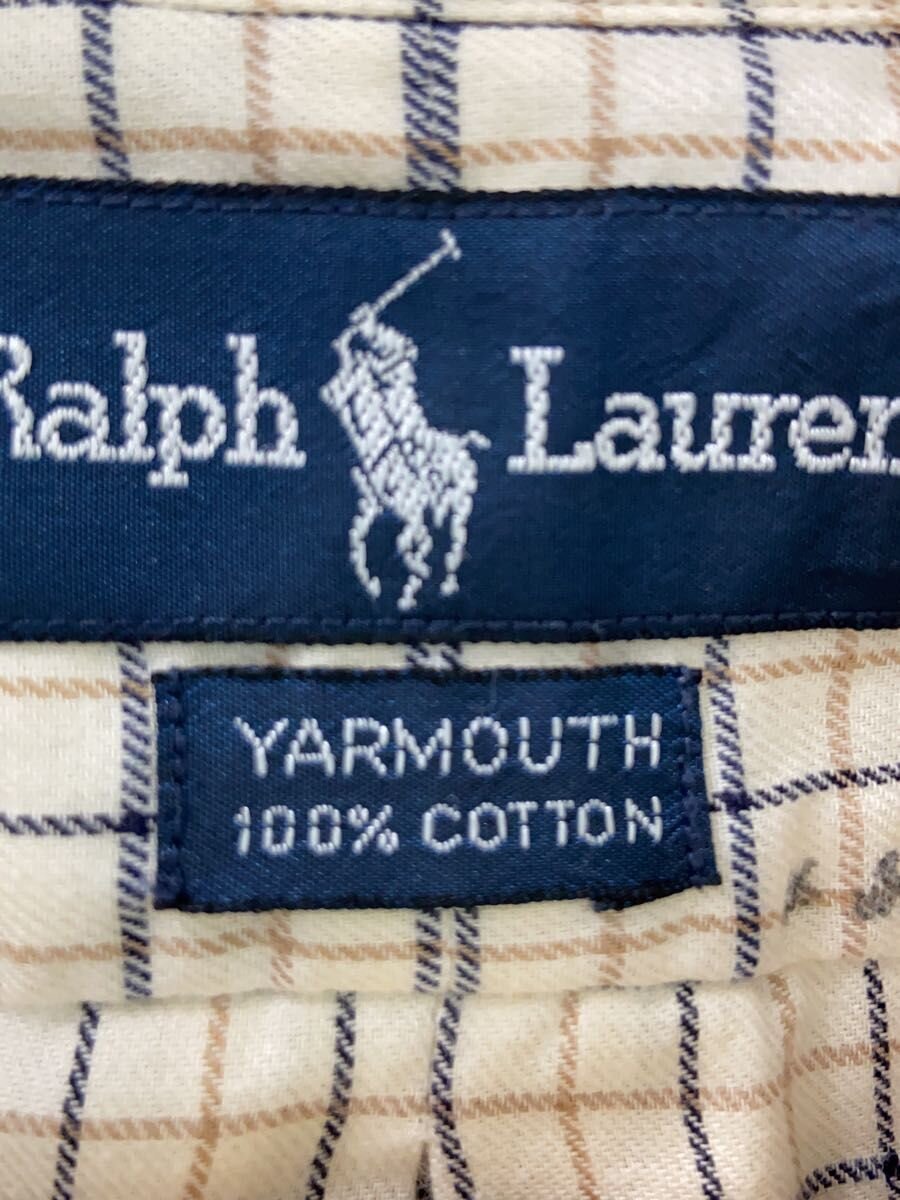 Ralph Lauren
YARMOUTH
100% COTTON